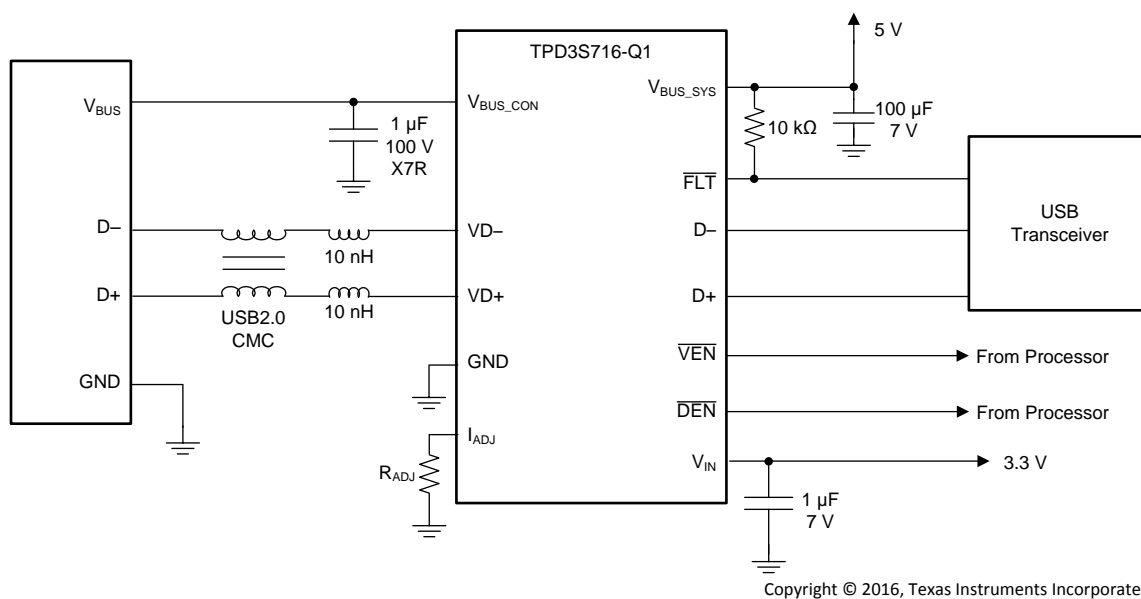 5 V
TPD3S716-Q1
VBUS
VBUS_CON
VBUS_SYS
1 µF
100 V
X7R
10 kΩ
100 µF
7 V
FLT
USB
Transceiver
D–
10 nH
VD–
D–
D+
10 nH
VD+
D+
USB2.0
CMC
VEN
From Processor
GND
GND
DEN
From Processor
IADJ
RADJ
VIN
3.3 V
1 µF
7 V
Copyright © 2016, Texas Instruments Incorporate